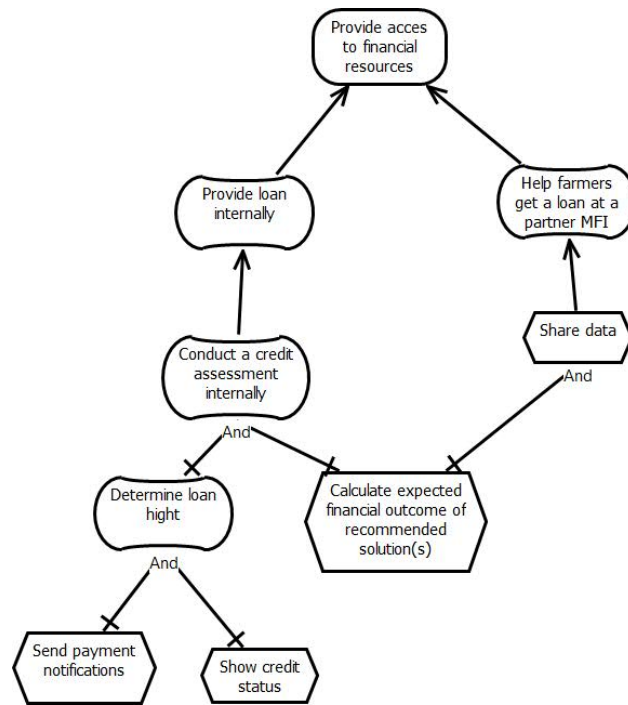 Provide acces
to financial
resources
Provide loan
internally
Help farmers
get a loan at a
partner MFI
Conduct a credit
assessment
internally
Share data
And
And
Determine loan
hight
Calculate expected
financial outcome of
recommended
solution(s)
And
Send payment
notifications
Show credit
status